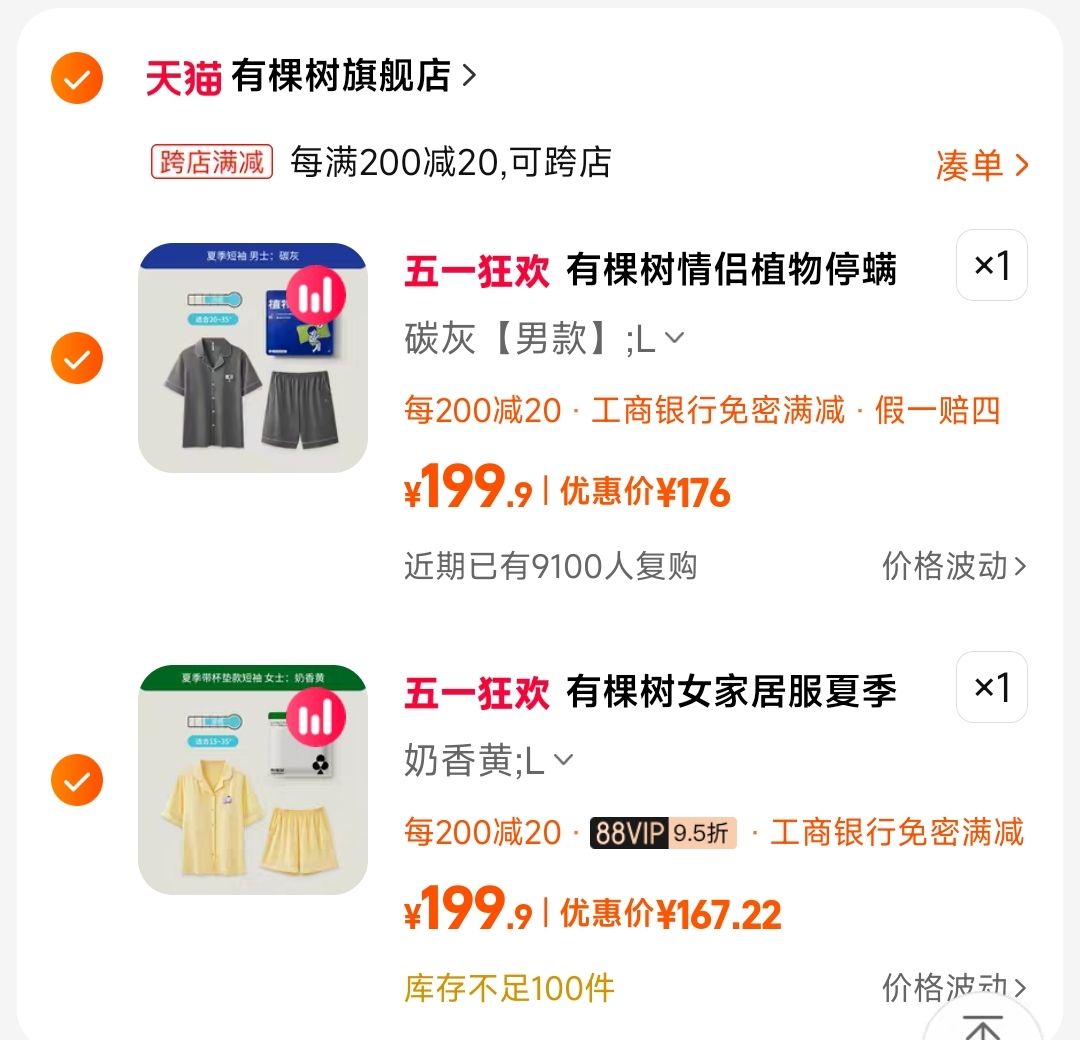 天猫 有棵树旗舰店
跨店满减 每满200减20,可跨店 凑单
夏季短袖 男士：碳灰
适合20~35°
植物
五一狂欢 有棵树情侣植物停螨 ×1
碳灰【男款】;L
每200减20 · 工商银行免密满减 · 假一赔四
¥199.9 优惠价¥176
近期已有9100人复购 价格波动
夏季带杯垫款短袖 女士：奶香黄
适合15~35°
五一狂欢 有棵树女家居服夏季 ×1
奶香黄;L
每200减20 · 88VIP 9.5折 · 工商银行免密满减
¥199.9 优惠价¥167.22
库存不足100件 价格波动